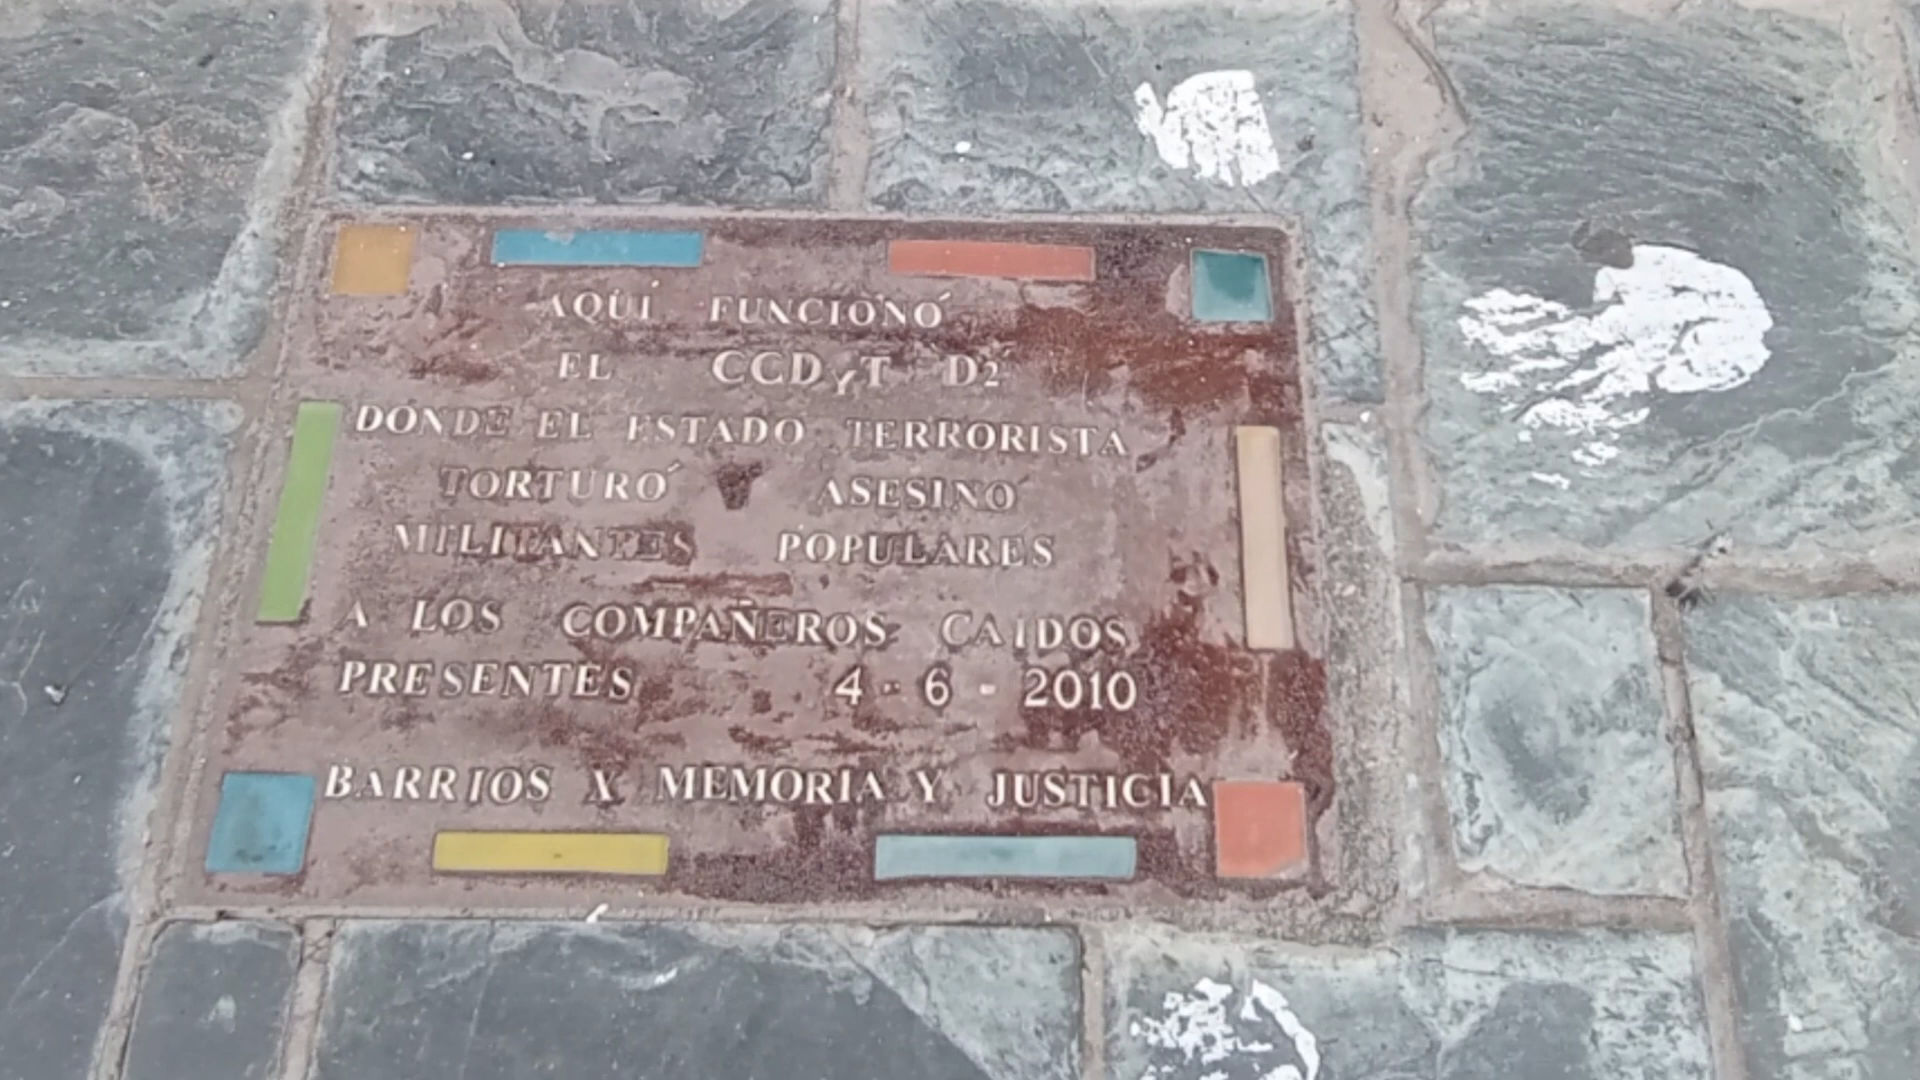 AQUÍ FUNCIONÓ
EL CCDyT D2
DONDE EL ESTADO TERRORISTA
TORTURÓ Y ASESINÓ
MILITANTES POPULARES
A LOS COMPAÑEROS CAIDOS
PRESENTES 4 - 6 - 2010
BARRIOS X MEMORIA Y JUSTICIA